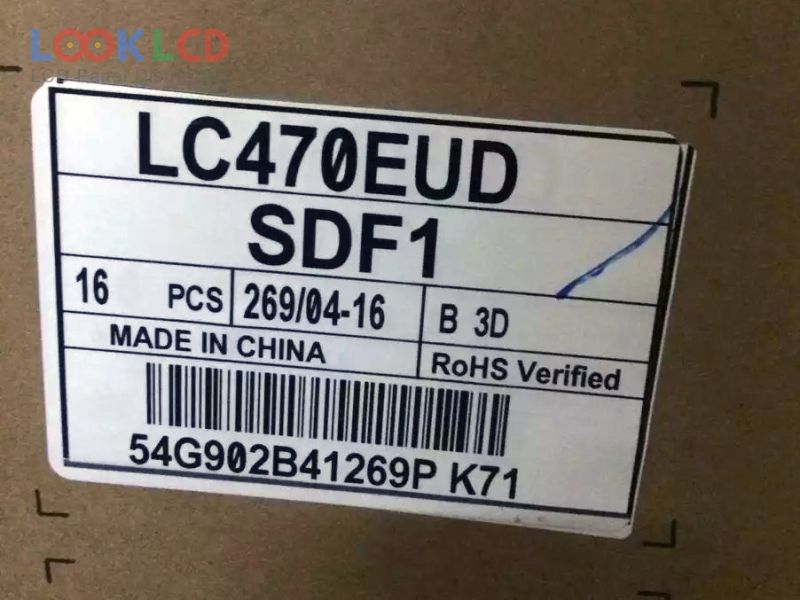 LOOKLCD
LC470EUD
SDF1
16 PCS 269/04-16 B 3D
MADE IN CHINA RoHS Verified
54G902B41269P K71